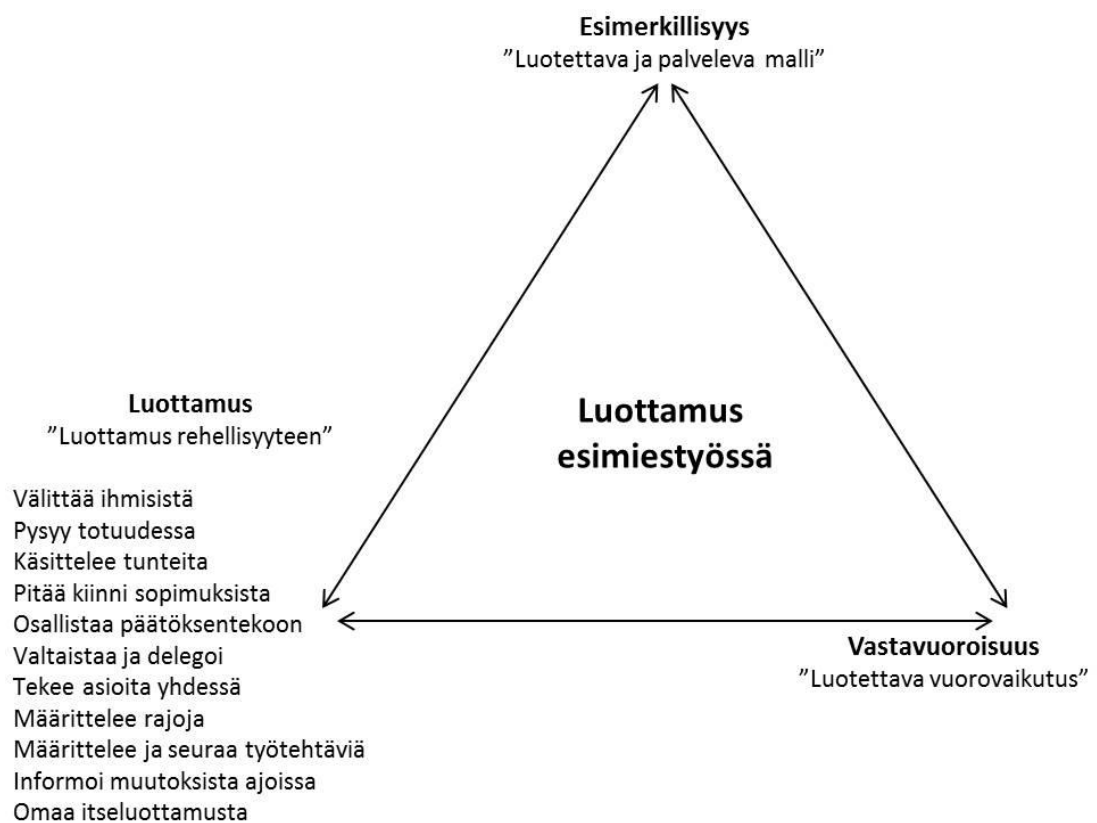 Esimerkillisyys
”Luotettava ja palveleva malli”
Luottamus
”Luottamus rehellisyyteen”
Luottamus
esimiestyössä
Välittää ihmisistä
Pysyy totuudessa
Käsittelee tunteita
Pitää kiinni sopimuksista
Osallistaa päätöksentekoon
Valtaistaa ja delegoi
Tekee asioita yhdessä
Määrittelee rajoja
Määrittelee ja seuraa työtehtäviä
Informoi muutoksista ajoissa
Omaa itseluottamusta
Vastavuoroisuus
”Luotettava vuorovaikutus”